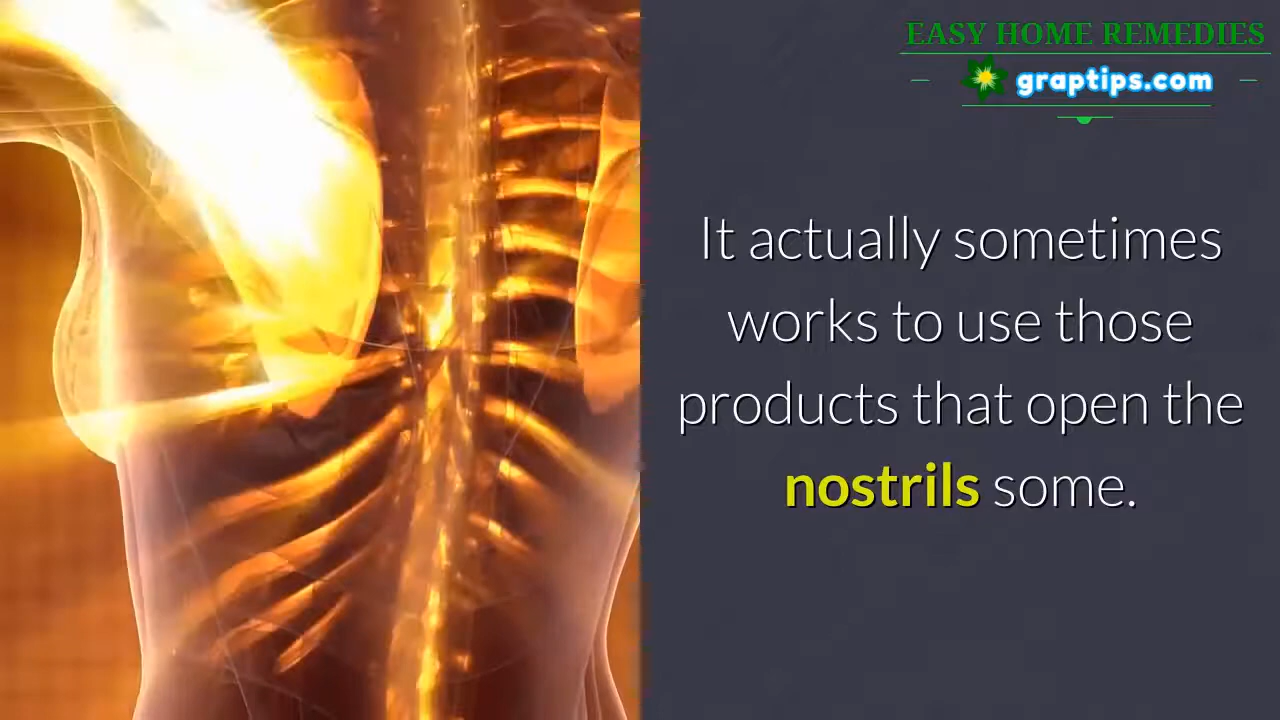 EASY HOME REMEDIES
graptips.com
It actually sometimes
works to use those
products that open the
nostrils some.